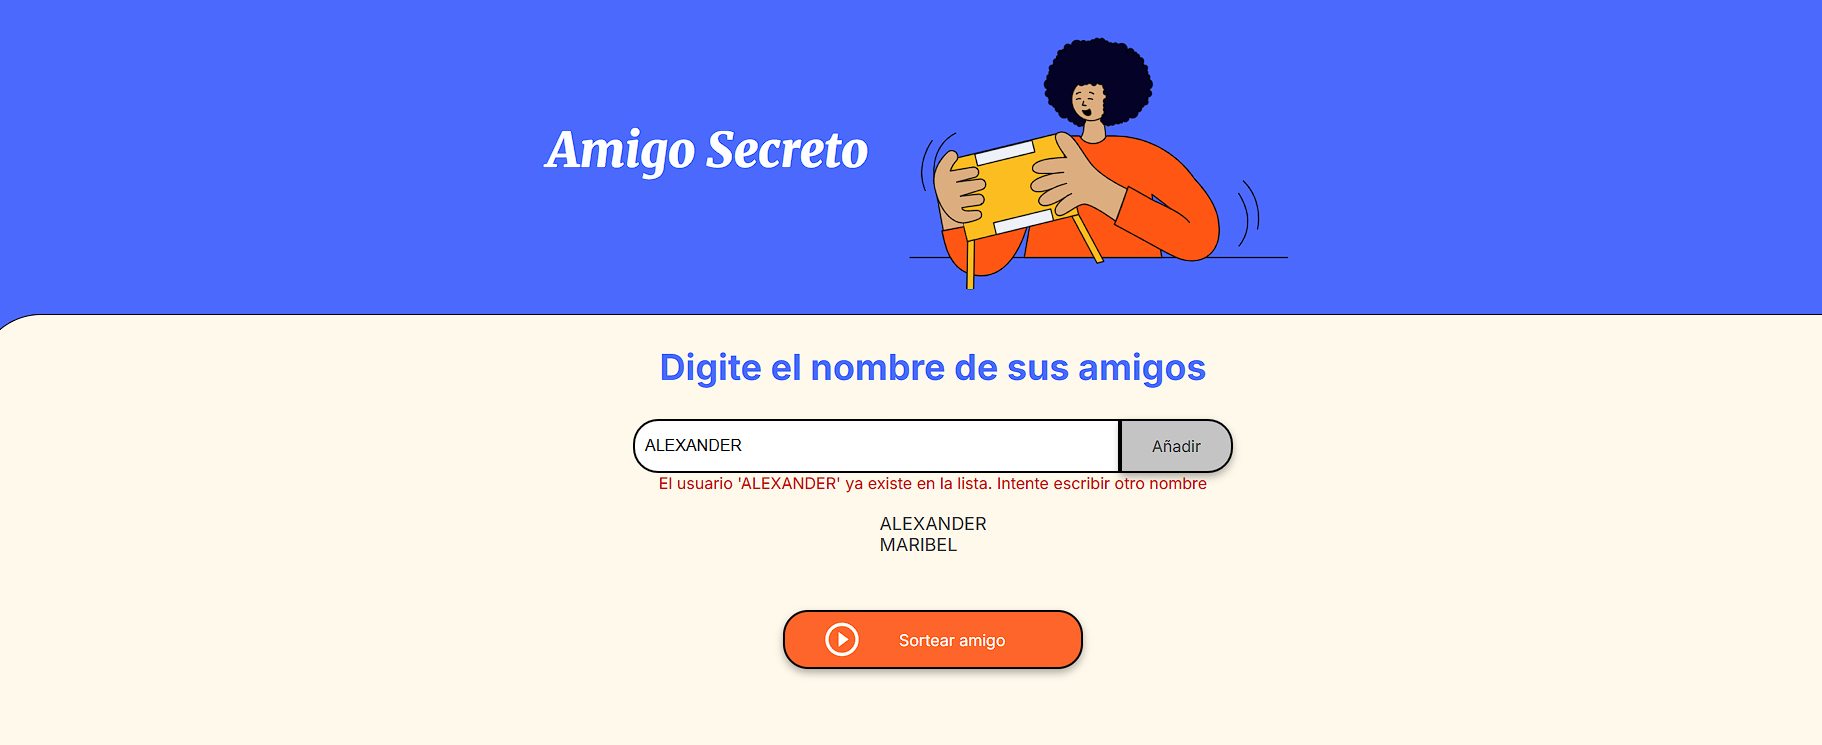 Amigo Secreto
Digite el nombre de sus amigos
ALEXANDER
Añadir
El usuario 'ALEXANDER' ya existe en la lista. Intente escribir otro nombre
ALEXANDER
MARIBEL
Sortear amigo